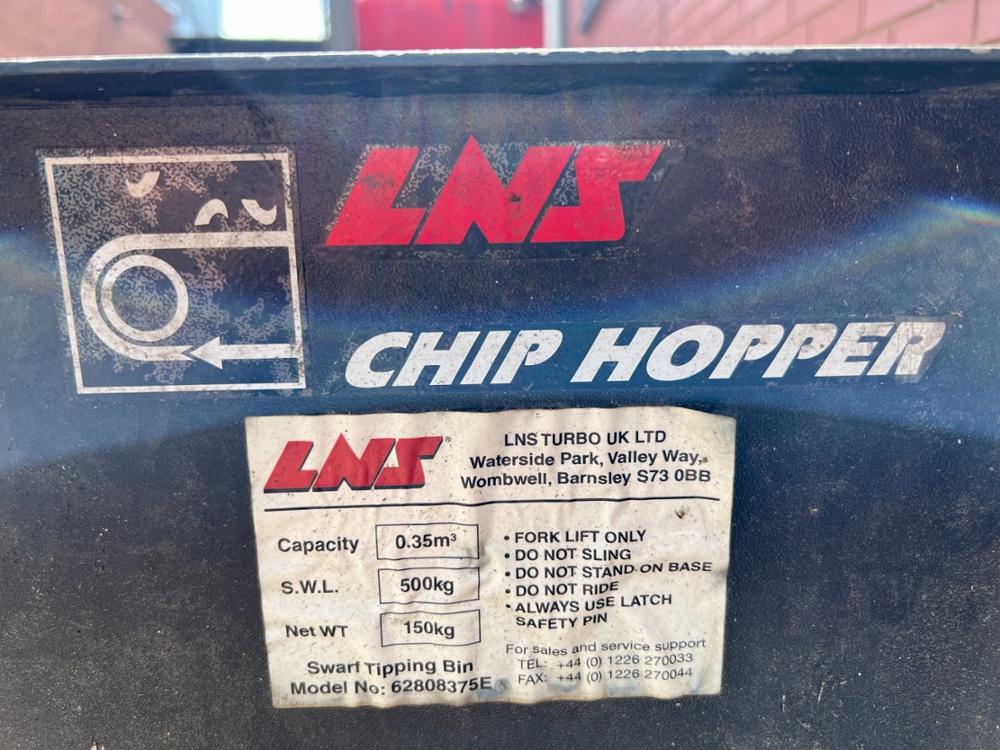 LNS
CHIP HOPPER
LNS®
LNS TURBO UK LTD
Waterside Park, Valley Way,
Wombwell, Barnsley S73 0BB
Capacity 0.35m³
S.W.L. 500kg
Net WT 150kg
Swarf Tipping Bin
Model No: 62808375E
• FORK LIFT ONLY
• DO NOT SLING
• DO NOT STAND ON BASE
• DO NOT RIDE
• ALWAYS USE LATCH
SAFETY PIN
For sales and service support
TEL: +44 (0) 1226 270033
FAX: +44 (0) 1226 270044